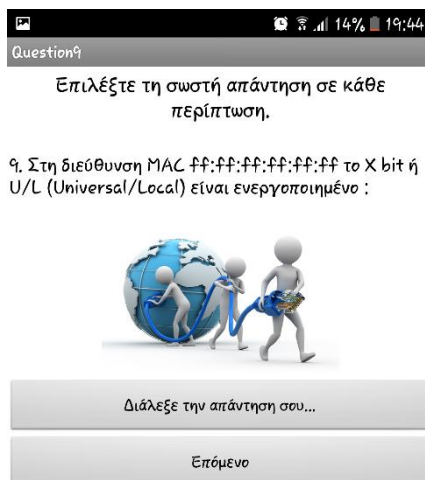 14% 19:44
Question9
Επιλέξτε τη σωστή απάντηση σε κάθε
περίπτωση.
9. Στη διεύθυνση MAC ff:ff:ff:ff:ff:ff το X bit ή
U/L (Universal/Local) είναι ενεργοποιημένο :
Διάλεξε την απάντηση σου...
Επόμενο